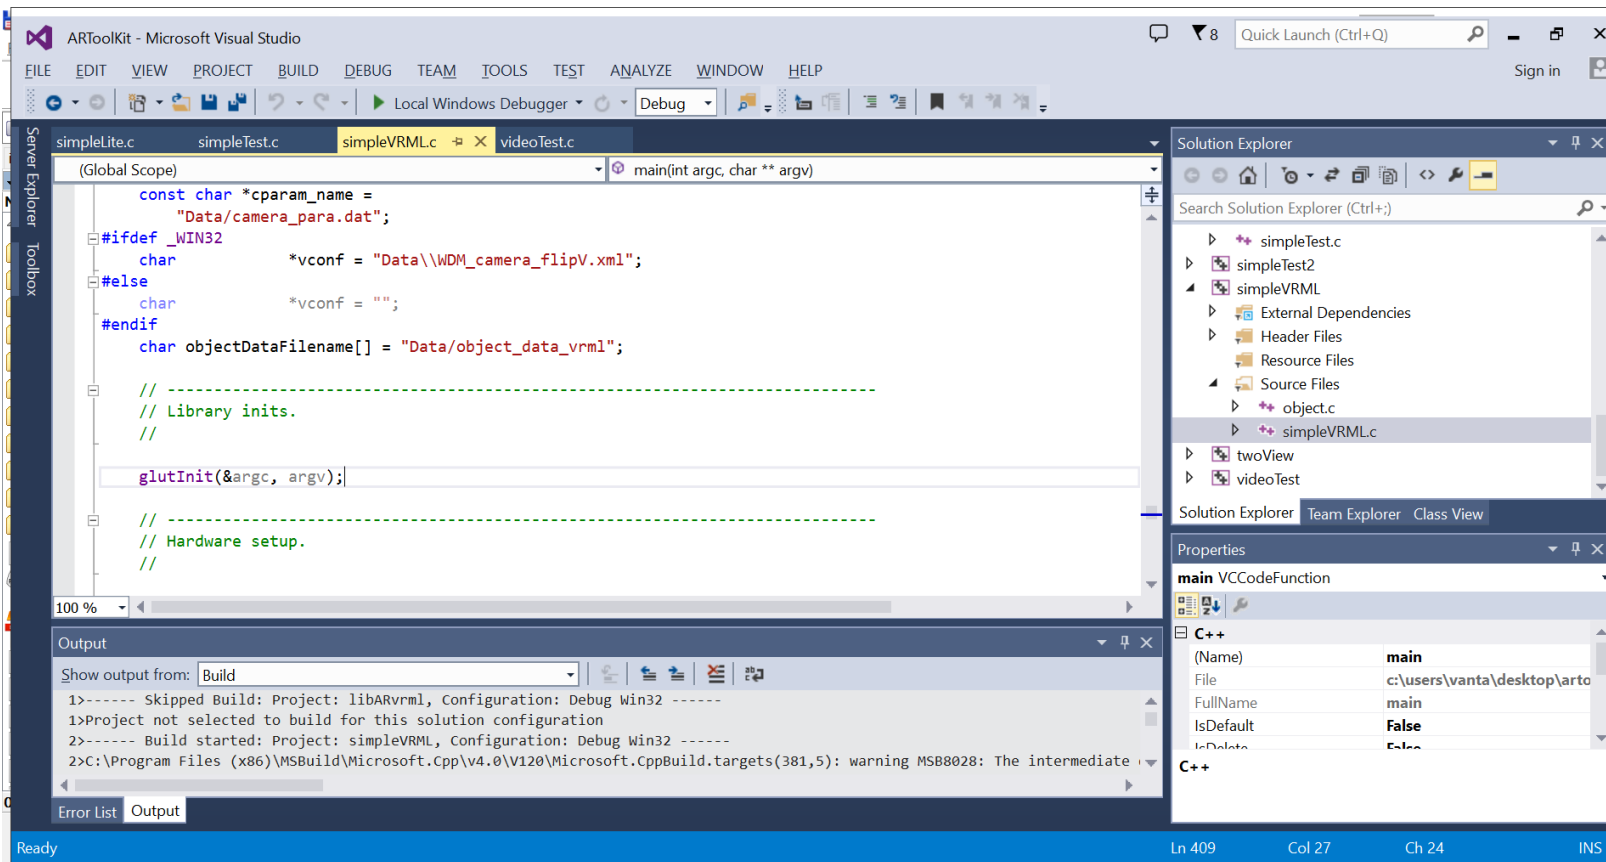 ARToolKit - Microsoft Visual Studio
8
Quick Launch (Ctrl+Q)
FILE EDIT VIEW PROJECT BUILD DEBUG TEAM TOOLS TEST ANALYZE WINDOW HELP
Sign in
Local Windows Debugger
Debug
Server Explorer
Toolbox
simpleLite.c simpleTest.c simpleVRML.c videoTest.c
(Global Scope) main(int argc, char ** argv)
const char *cparam_name =
"Data/camera_para.dat";
#ifdef _WIN32
char *vconf = "Data\\WDM_camera_flipV.xml";
#else
char *vconf = "";
#endif
char objectDataFilename[] = "Data/object_data_vrml";
// ----------------------------------------------------------------------------
// Library inits.
//
glutInit(&argc, argv);
// ----------------------------------------------------------------------------
// Hardware setup.
//
100 %
Output
Show output from: Build
1>------ Skipped Build: Project: libARvrml, Configuration: Debug Win32 ------
1>Project not selected to build for this solution configuration
2>------ Build started: Project: simpleVRML, Configuration: Debug Win32 ------
2>C:\Program Files (x86)\MSBuild\Microsoft.Cpp\v4.0\V120\Microsoft.CppBuild.targets(381,5): warning MSB8028: The intermediate
Error List Output
Solution Explorer
Search Solution Explorer (Ctrl+;)
simpleTest.c
simpleTest2
simpleVRML
External Dependencies
Header Files
Resource Files
Source Files
object.c
simpleVRML.c
twoView
videoTest
Solution Explorer Team Explorer Class View
Properties
main VCCodeFunction
C++
(Name) main
File c:\users\vanta\desktop\arto
FullName main
IsDefault False
IsDelete False
C++
Ready
Ln 409 Col 27 Ch 24 INS